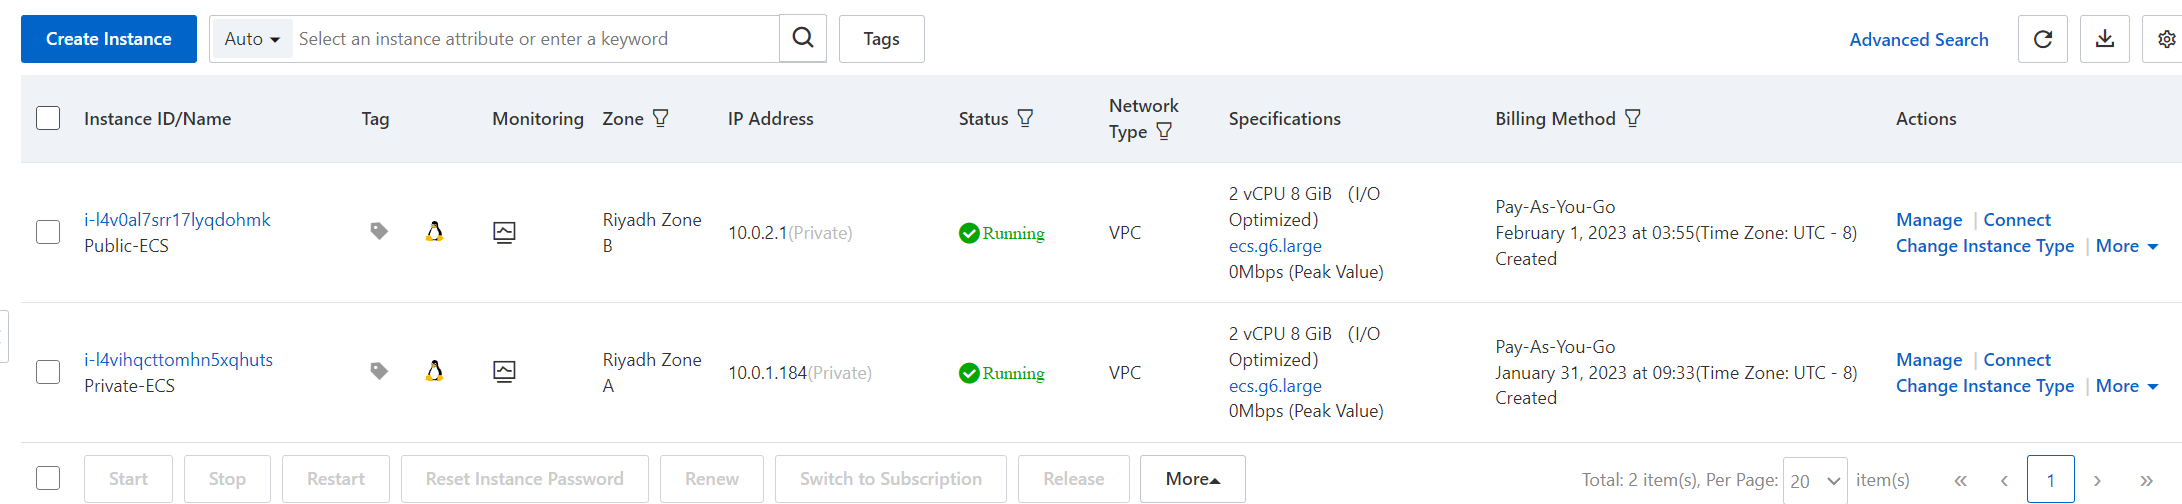 Create Instance Auto Select an instance attribute or enter a keyword Tags Advanced Search
Instance ID/Name Tag Monitoring Zone IP Address Status Network Type Specifications Billing Method Actions
i-l4v0al7srr17lyqdohmk
Public-ECS
Riyadh Zone
B
10.0.2.1(Private)
Running
VPC
2 vCPU 8 GiB (I/O
Optimized)
ecs.g6.large
0Mbps (Peak Value)
Pay-As-You-Go
February 1, 2023 at 03:55(Time Zone: UTC - 8)
Created
Manage | Connect
Change Instance Type | More
i-l4vihqcttomhn5xqhuts
Private-ECS
Riyadh Zone
A
10.0.1.184(Private)
Running
VPC
2 vCPU 8 GiB (I/O
Optimized)
ecs.g6.large
0Mbps (Peak Value)
Pay-As-You-Go
January 31, 2023 at 09:33(Time Zone: UTC - 8)
Created
Manage | Connect
Change Instance Type | More
Start Stop Restart Reset Instance Password Renew Switch to Subscription Release More Total: 2 item(s), Per Page: 20 item(s) « ‹ 1 › »